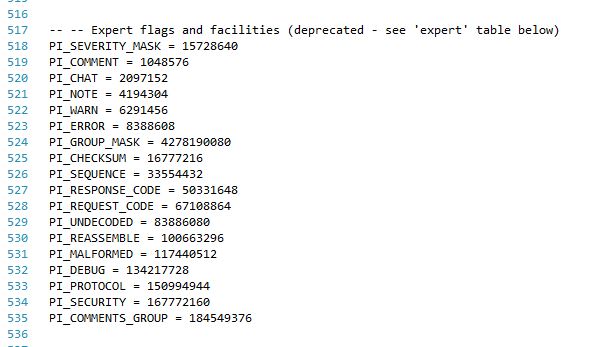 516
517 -- -- Expert flags and facilities (deprecated - see 'expert' table below)
518 PI_SEVERITY_MASK = 15728640
519 PI_COMMENT = 1048576
520 PI_CHAT = 2097152
521 PI_NOTE = 4194304
522 PI_WARN = 6291456
523 PI_ERROR = 8388608
524 PI_GROUP_MASK = 4278190080
525 PI_CHECKSUM = 16777216
526 PI_SEQUENCE = 33554432
527 PI_RESPONSE_CODE = 50331648
528 PI_REQUEST_CODE = 67108864
529 PI_UNDECODED = 83886080
530 PI_REASSEMBLE = 100663296
531 PI_MALFORMED = 117440512
532 PI_DEBUG = 134217728
533 PI_PROTOCOL = 150994944
534 PI_SECURITY = 167772160
535 PI_COMMENTS_GROUP = 184549376
536